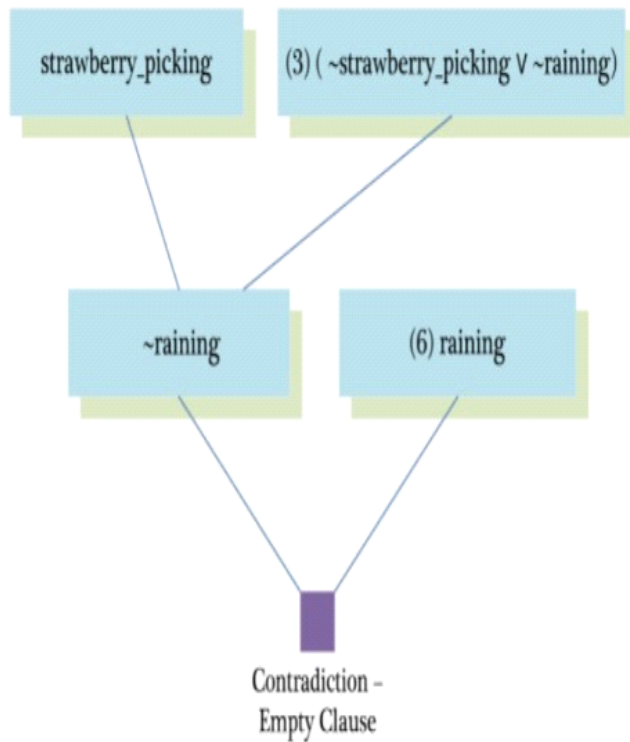 strawberry_picking
(3) ( ~strawberry_picking V ~raining)
~raining
(6) raining
Contradiction –
Empty Clause